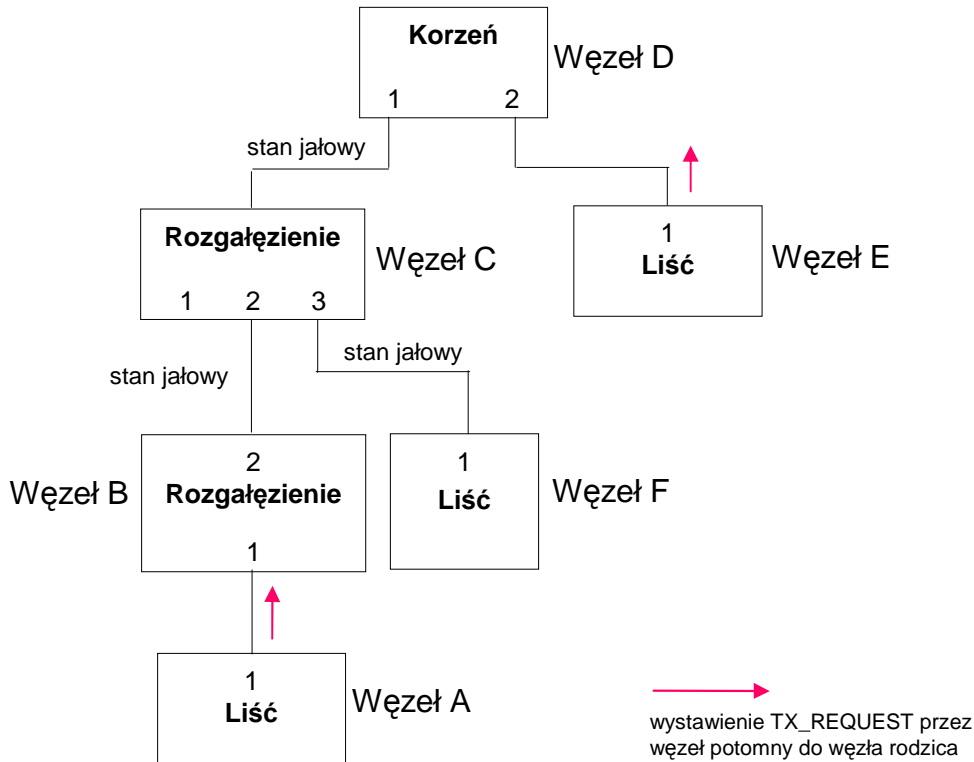 Korzeń
Węzeł D
1 2
stan jałowy
Rozgałęzienie
Węzeł C
1 2 3
1
Liść
Węzeł E
stan jałowy
stan jałowy
2
Rozgałęzienie
1
Węzeł B
1
Liść
Węzeł F
1
Liść
Węzeł A
wystawienie TX_REQUEST przez
węzeł potomny do węzła rodzica